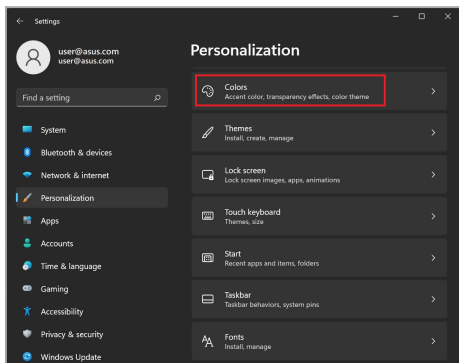 Settings
user@asus.com
user@asus.com
Find a setting
System
Bluetooth & devices
Network & internet
Personalization
Apps
Accounts
Time & language
Gaming
Accessibility
Privacy & security
Windows Update
Personalization
Colors
Accent color, transparency effects, color theme
Themes
Install, create, manage
Lock screen
Lock screen images, apps, animations
Touch keyboard
Themes, size
Start
Recent apps and items, folders
Taskbar
Taskbar behaviors, system pins
Fonts
Install, manage